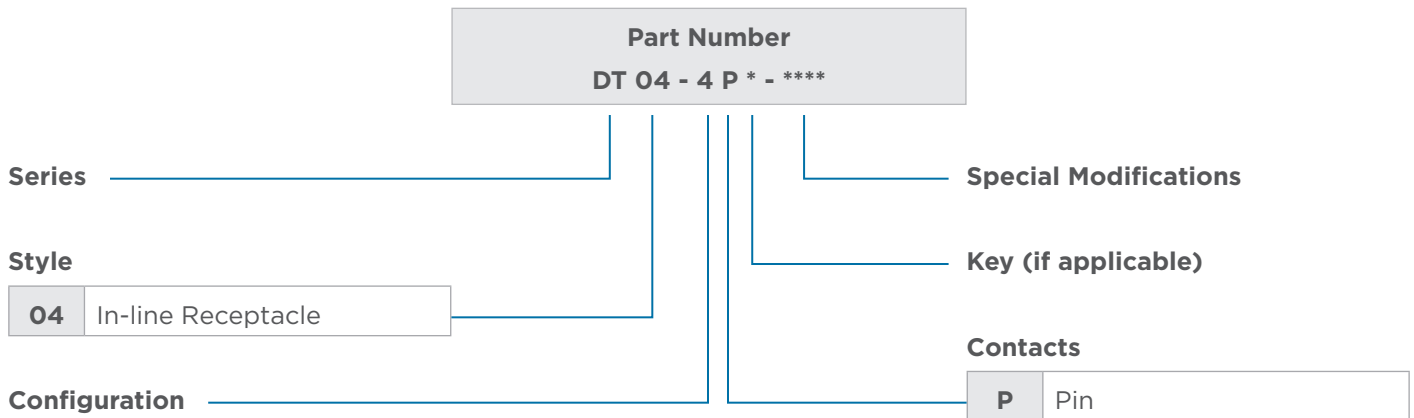 Part Number
DT 04 - 4 P * - ****
Series
Special Modifications
Style
Key (if applicable)
04 In-line Receptacle
Contacts
Configuration
P Pin